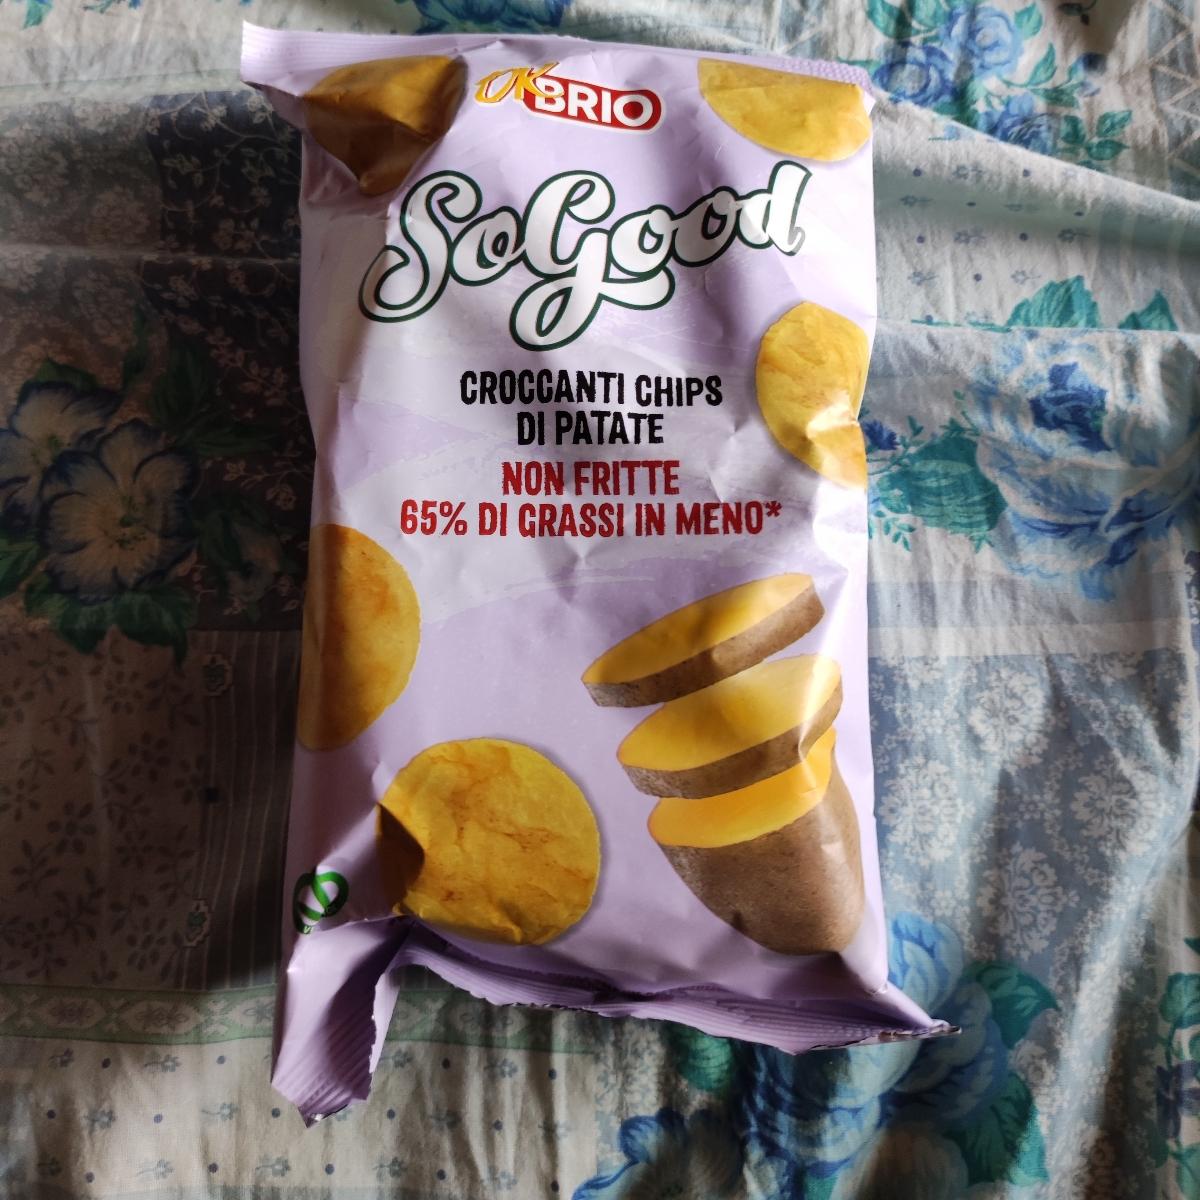 OK BRIO
SoGood
CROCCANTI CHIPS
DI PATATE
NON FRITTE
65% DI GRASSI IN MENO*